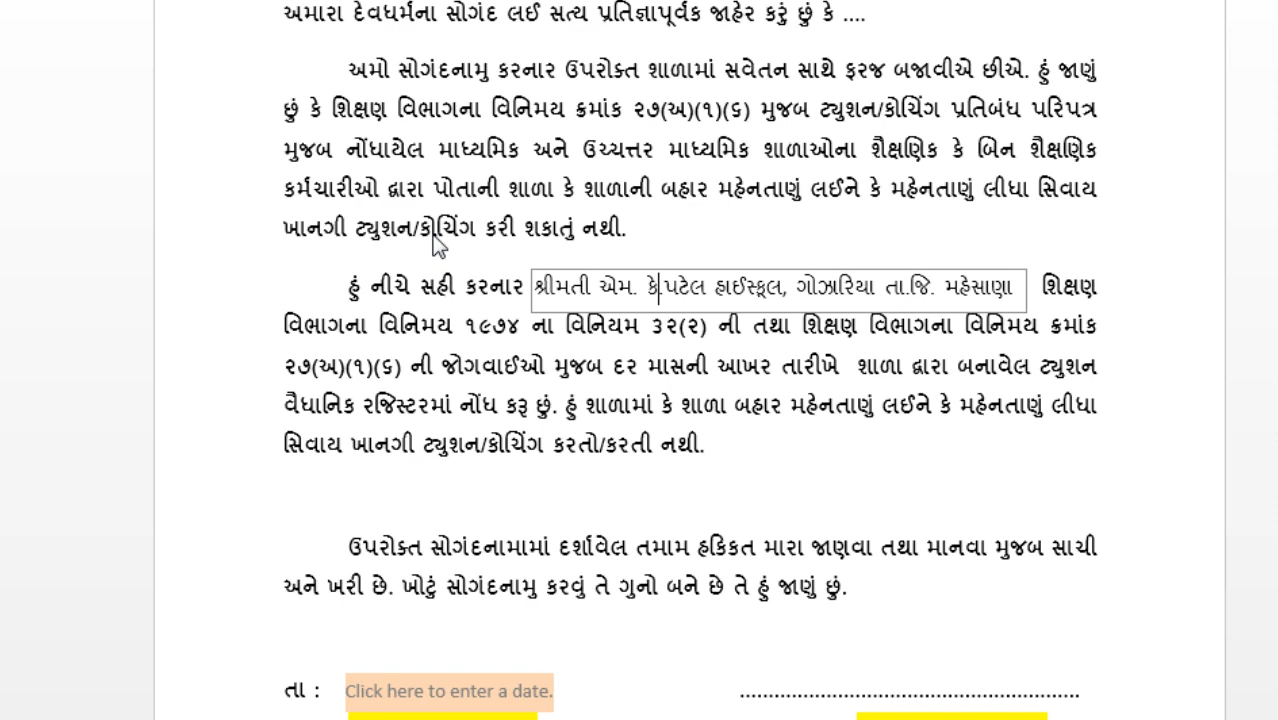 અમારા દેવધર્મના સોગંદ લઈ સત્ય પ્રતિજ્ઞાપૂર્વક જાહેર કરું છું કે ....
અમો સોગંદનામુ કરનાર ઉપરોક્ત શાળામાં સવેતન સાથે ફરજ બજાવીએ છીએ. હું જાણું
છું કે શિક્ષણ વિભાગના વિનિમય ક્રમાંક ૨૭(અ)(૧)(૬) મુજબ ટ્યુશન/કોચિંગ પ્રતિબંધ પરિપત્ર
મુજબ નોંધાયેલ માધ્યમિક અને ઉચ્ચત્તર માધ્યમિક શાળાઓના શૈક્ષણિક કે બિન શૈક્ષણિક
કર્મચારીઓ દ્વારા પોતાની શાળા કે શાળાની બહાર મહેનતાણું લઈને કે મહેનતાણું લીધા સિવાય
ખાનગી ટ્યુશન/કોચિંગ કરી શકાતું નથી.
હું નીચે સહી કરનાર શ્રીમતી એમ. કે.પટેલ હાઈસ્કૂલ, ગોઝારિયા તા.જિ. મહેસાણા શિક્ષણ
વિભાગના વિનિમય ૧૯૭૪ ના વિનિયમ ૩૨(૨) ની તથા શિક્ષણ વિભાગના વિનિમય ક્રમાંક
૨૭(અ)(૧)(૬) ની જોગવાઈઓ મુજબ દર માસની આખર તારીખે શાળા દ્વારા બનાવેલ ટ્યુશન
વૈધાનિક રજિસ્ટરમાં નોંધ કરૂ છું. હું શાળામાં કે શાળા બહાર મહેનતાણું લઈને કે મહેનતાણું લીધા
સિવાય ખાનગી ટ્યુશન/કોચિંગ કરતો/કરતી નથી.
ઉપરોક્ત સોગંદનામામાં દર્શાવેલ તમામ હકિકત મારા જાણવા તથા માનવા મુજબ સાચી
અને ખરી છે. ખોટું સોગંદનામુ કરવું તે ગુનો બને છે તે હું જાણું છું.
તા : Click here to enter a date. ..........................................................